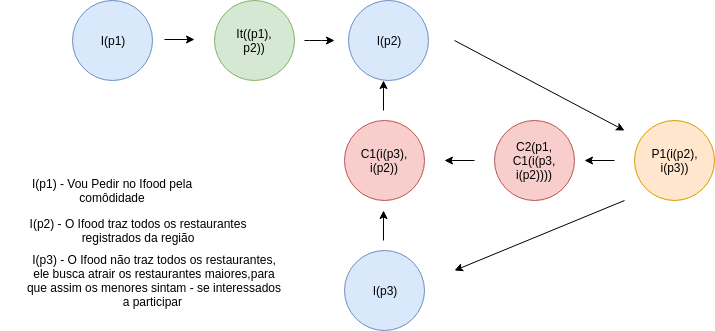 I(p1)
It((p1),
p2))
I(p2)
C1(i(p3),
i(p2))
C2(p1,
C1(i(p3,
i(p2))))
P1(i(p2),
i(p3))
I(p3)
I(p1) - Vou Pedir no Ifood pela
comôdidade
I(p2) - O Ifood traz todos os restaurantes
registrados da região
I(p3) - O Ifood não traz todos os restaurantes,
ele busca atrair os restaurantes maiores,para
que assim os menores sintam - se interessados
a participar